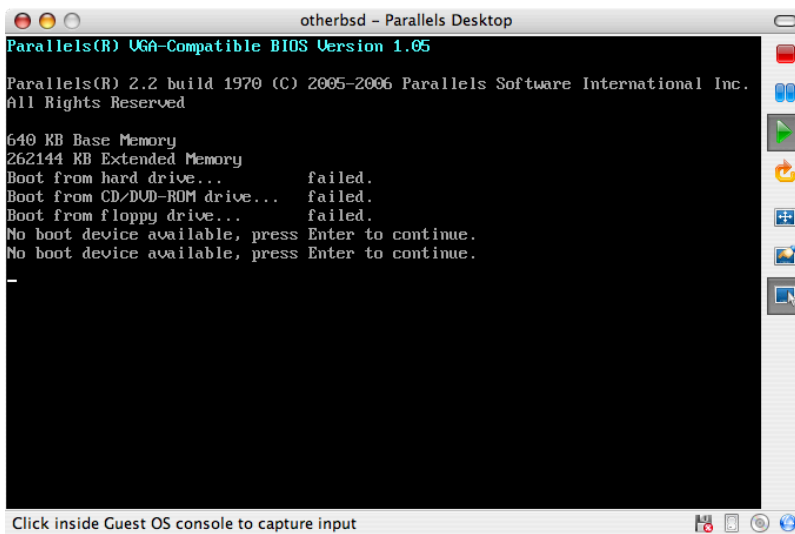 otherbsd – Parallels Desktop
Parallels(R) VGA-Compatible BIOS Version 1.05
Parallels(R) 2.2 build 1970 (C) 2005-2006 Parallels Software International Inc.
All Rights Reserved
640 KB Base Memory
262144 KB Extended Memory
Boot from hard drive... failed.
Boot from CD/DVD-ROM drive... failed.
Boot from floppy drive... failed.
No boot device available, press Enter to continue.
No boot device available, press Enter to continue.
Click inside Guest OS console to capture input